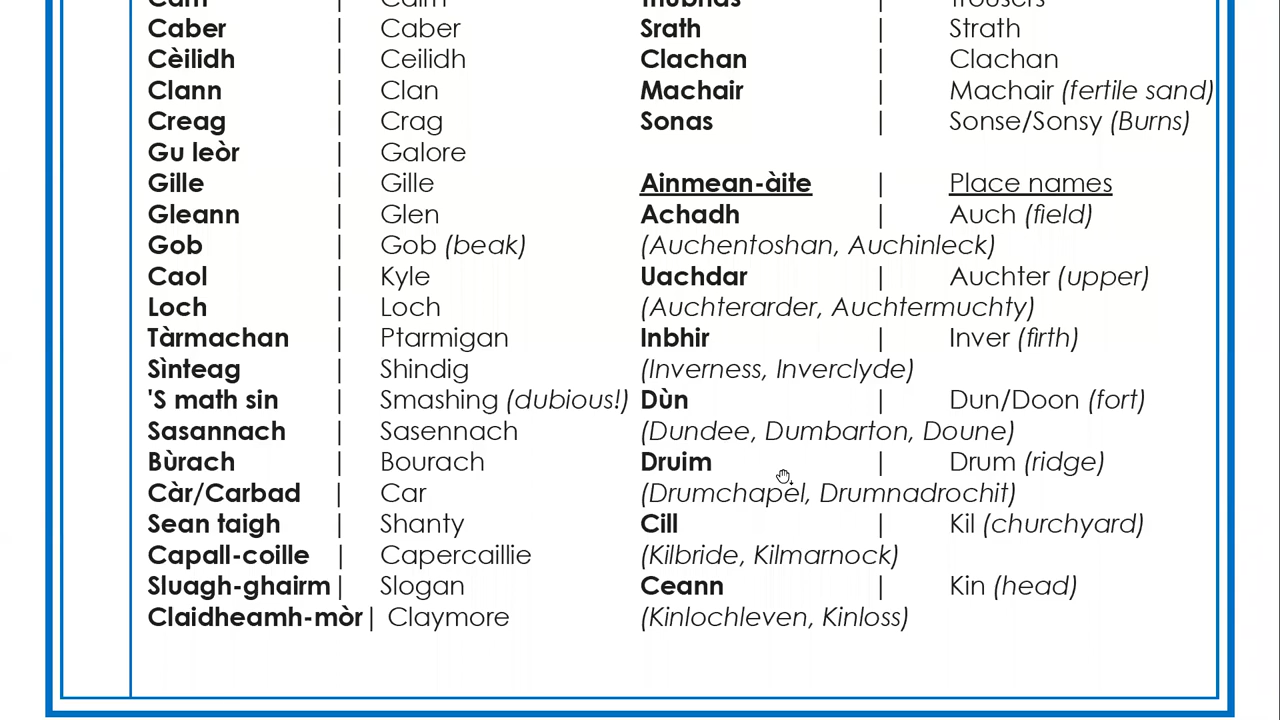 Caber | Caber
Cèilidh | Ceilidh
Clann | Clan
Creag | Crag
Gu leòr | Galore
Gille | Gille
Gleann | Glen
Gob | Gob (beak)
Caol | Kyle
Loch | Loch
Tàrmachan | Ptarmigan
Sìnteag | Shindig
'S math sin | Smashing (dubious!)
Sasannach | Sasennach
Bùrach | Bourach
Càr/Carbad | Car
Sean taigh | Shanty
Capall-coille | Capercaillie
Sluagh-ghairm | Slogan
Claidheamh-mòr | Claymore
Srath | Strath
Clachan | Clachan
Machair | Machair (fertile sand)
Sonas | Sonse/Sonsy (Burns)
Ainmean-àite | Place names
Achadh | Auch (field)
(Auchentoshan, Auchinleck)
Uachdar | Auchter (upper)
(Auchterarder, Auchtermuchty)
Inbhir | Inver (firth)
(Inverness, Inverclyde)
Dùn | Dun/Doon (fort)
(Dundee, Dumbarton, Doune)
Druim | Drum (ridge)
(Drumchapel, Drumnadrochit)
Cill | Kil (churchyard)
(Kilbride, Kilmarnock)
Ceann | Kin (head)
(Kinlochleven, Kinloss)